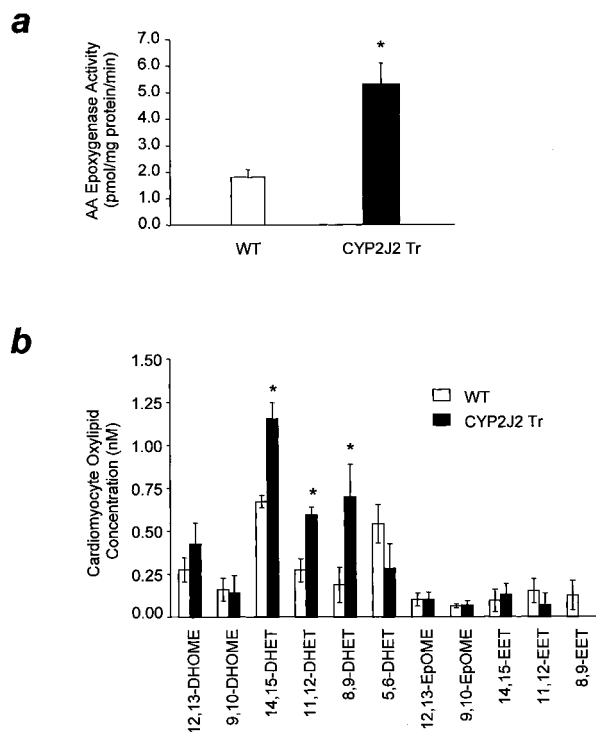 a
AA Epoxygenase Activity
(pmol/mg protein/min)
7.0
6.0
5.0
4.0
3.0
2.0
1.0
0.0
*
WT
CYP2J2 Tr
b
Cardiomyocyte Oxylipid
Concentration (nM)
1.50
1.25
1.00
0.75
0.50
0.25
0.00
*
*
*
WT
CYP2J2 Tr
12,13-DHOME
9,10-DHOME
14,15-DHET
11,12-DHET
8,9-DHET
5,6-DHET
12,13-EpOME
9,10-EpOME
14,15-EET
11,12-EET
8,9-EET